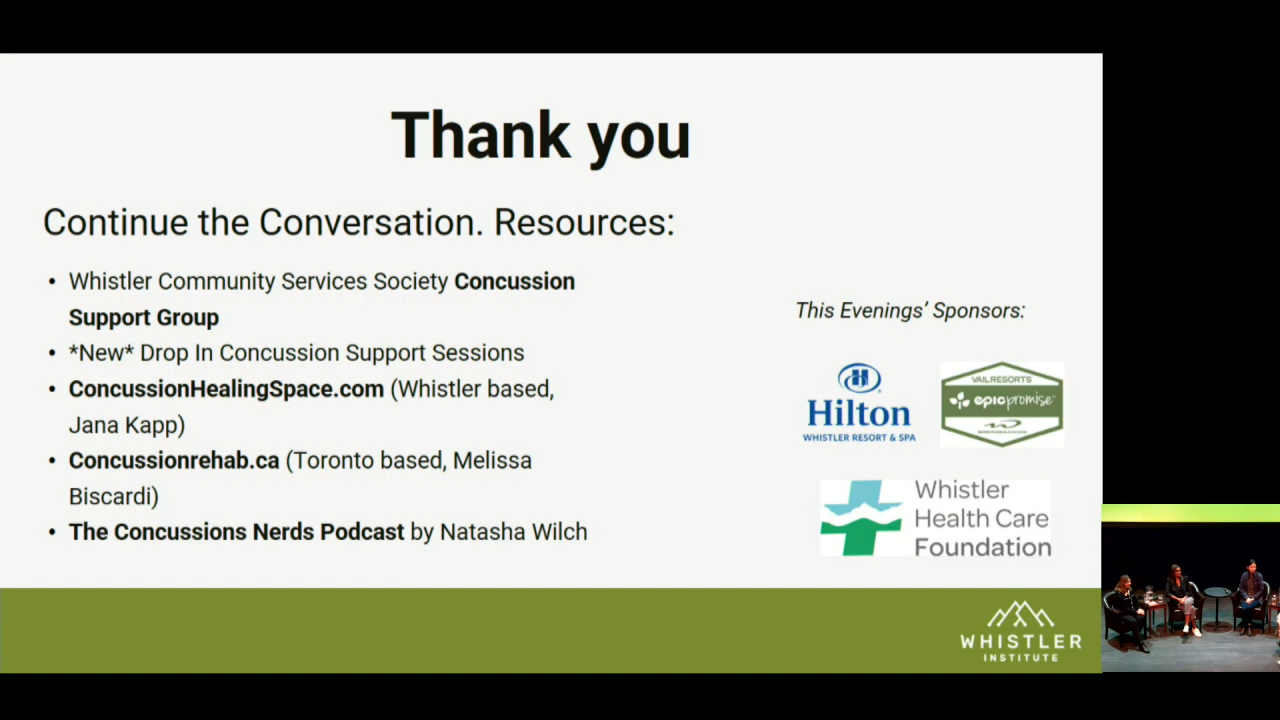 Thank you
Continue the Conversation. Resources:
• Whistler Community Services Society Concussion
Support Group
• *New* Drop In Concussion Support Sessions
• ConcussionHealingSpace.com (Whistler based,
Jana Kapp)
• Concussionrehab.ca (Toronto based, Melissa
Biscardi)
• The Concussions Nerds Podcast by Natasha Wilch
This Evenings’ Sponsors:
Hilton
WHISTLER RESORT & SPA
VAIL RESORTS
epicpromise
Whistler
Health Care
Foundation
WHISTLER
INSTITUTE